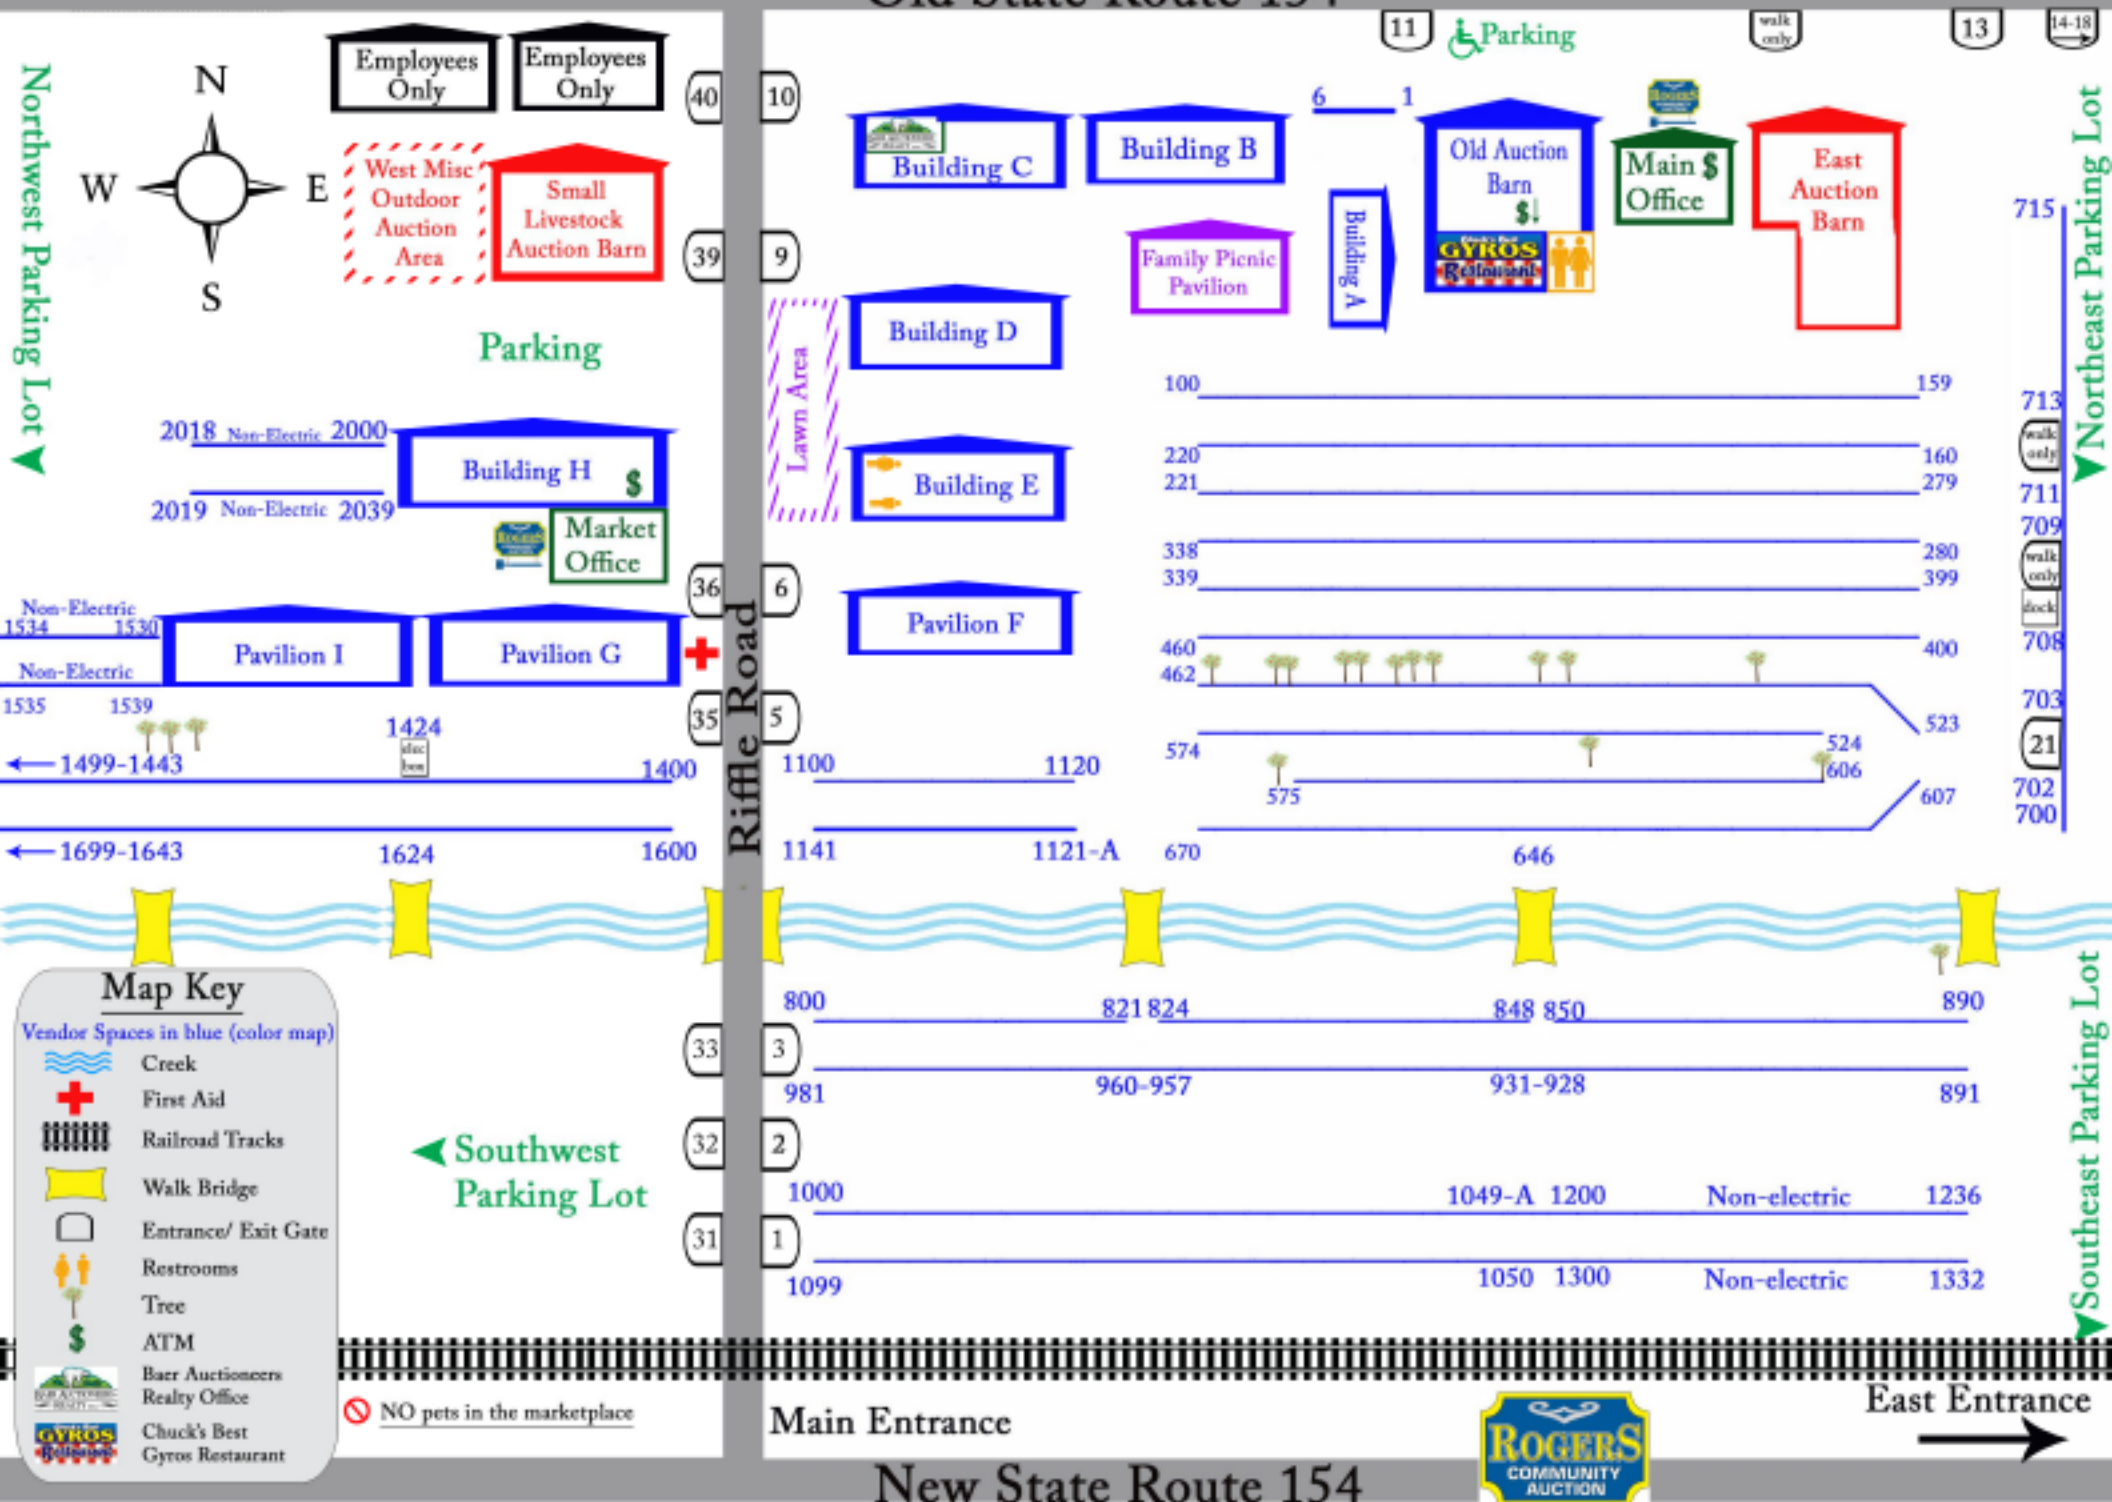 Old State Route 154
Northwest Parking Lot
N
W
E
S
Employees
Only
Employees
Only
West Misc
Outdoor
Auction
Area
Small
Livestock
Auction Barn
40
39
Parking
2018 Non-Electric 2000
2019 Non-Electric 2039
Building H
$
ROGERS
Market
Office
36
Non-Electric
1534 1530
Non-Electric
1535 1539
Pavilion I
Pavilion G
35
1424
elec
box
1499-1443
1400
1699-1643
1624
1600
Riffle Road
10
9
6
5
Building C
Building B
6 1
11
Parking
walk
only
13
14-18
Old Auction
Barn
$
GYROS
Restaurant
ROGERS
Main $
Office
East
Auction
Barn
Building A
Family Picnic
Pavilion
Lawn Area
Building D
Building E
Pavilion F
Northeast Parking Lot
715
713
walk
only
711
709
walk
only
dock
708
703
21
702
700
100 159
220 160
221 279
338 280
339 399
460 400
462 523
574 524
575 606
607
670 646
1100 1120
1141 1121-A
800 821 824 848 850 890
981 960-957 931-928 891
33
3
32
2
31
1
Southwest
Parking Lot
1000 1049-A 1200 Non-electric 1236
1099 1050 1300 Non-electric 1332
Southeast Parking Lot
Map Key
Vendor Spaces in blue (color map)
Creek
First Aid
Railroad Tracks
Walk Bridge
Entrance/ Exit Gate
Restrooms
Tree
$ ATM
Baer Auctioneers
Realty Office
GYROS
Restaurant
Chuck's Best
Gyros Restaurant
NO pets in the marketplace
Main Entrance
East Entrance
New State Route 154
ROGERS
COMMUNITY
AUCTION